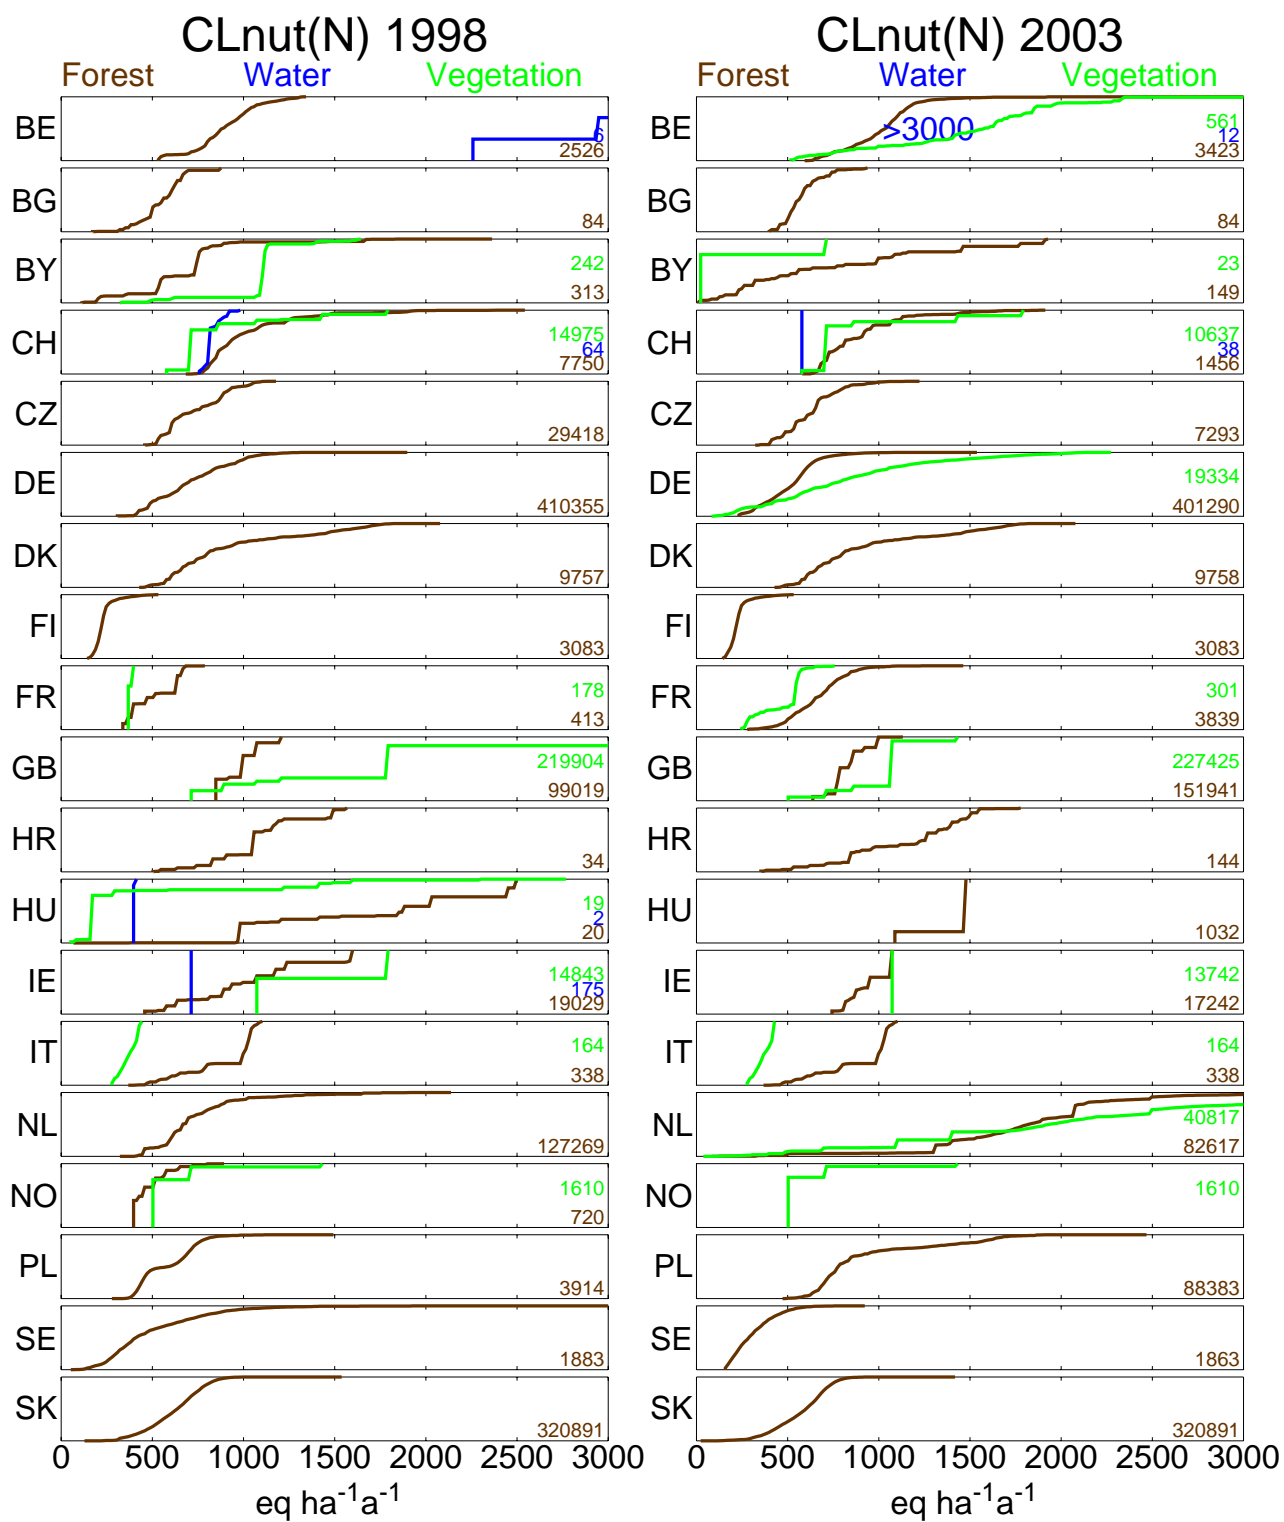 CLnut(N) 1998
Forest Water Vegetation
BE 6 2526
BG 84
BY 242 313
CH 14975 64 7750
CZ 29418
DE 410355
DK 9757
FI 3083
FR 178 413
GB 219904 99019
HR 34
HU 19 2 20
IE 14843 175 19029
IT 164 338
NL 127269
NO 1610 720
PL 3914
SE 1883
SK 320891
0 500 1000 1500 2000 2500 3000
eq ha-1a-1
CLnut(N) 2003
Forest Water Vegetation
BE >3000 561 12 3423
BG 84
BY 23 149
CH 10637 38 1456
CZ 7293
DE 19334 401290
DK 9758
FI 3083
FR 301 3839
GB 227425 151941
HR 144
HU 1032
IE 13742 17242
IT 164 338
NL 40817 82617
NO 1610
PL 88383
SE 1863
SK 320891
0 500 1000 1500 2000 2500 3000
eq ha-1a-1